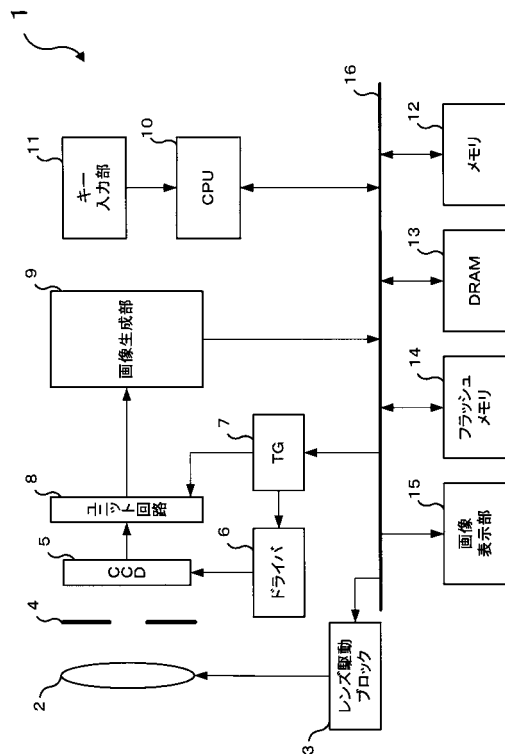 1
11
キー
入力部
10
CPU
9
画像生成部
8
ユニット回路
7
TG
5
CCD
6
ドライバ
4
2
3
レンズ駆動
ブロック
16
12
メモリ
13
DRAM
14
フラッシュ
メモリ
15
画像
表示部